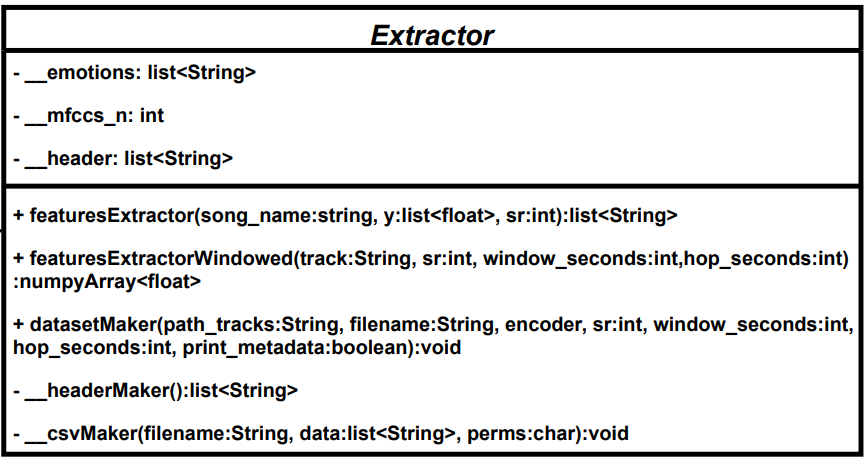 Extractor
- __emotions: list<String>
- __mfccs_n: int
- __header: list<String>
+ featuresExtractor(song_name:string, y:list<float>, sr:int):list<String>
+ featuresExtractorWindowed(track:String, sr:int, window_seconds:int,hop_seconds:int)
:numpyArray<float>
+ datasetMaker(path_tracks:String, filename:String, encoder, sr:int, window_seconds:int,
hop_seconds:int, print_metadata:boolean):void
- __headerMaker():list<String>
- __csvMaker(filename:String, data:list<String>, perms:char):void